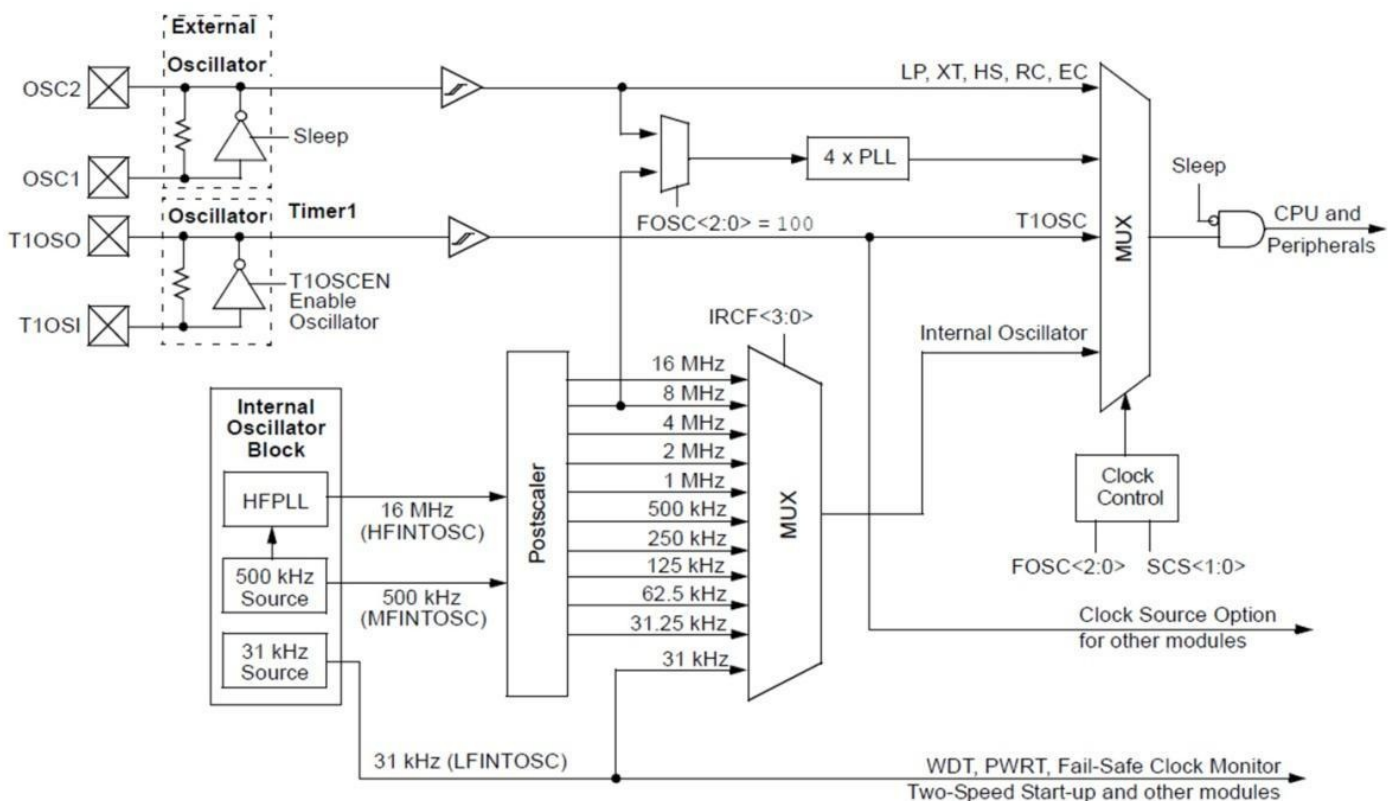 External
Oscillator
OSC2
LP, XT, HS, RC, EC
Sleep
4 x PLL
OSC1
Sleep
Oscillator
Timer1
FOSC<2:0> = 100
T1OSO
T1OSC
MUX
CPU and
Peripherals
T1OSCEN
Enable
Oscillator
T1OSI
IRCF<3:0>
Internal Oscillator
Internal
Oscillator
Block
HFPLL
16 MHz
(HFINTOSC)
500 kHz
Source
500 kHz
(MFINTOSC)
31 kHz
Source
Postscaler
16 MHz
8 MHz
4 MHz
2 MHz
1 MHz
500 kHz
250 kHz
125 kHz
62.5 kHz
31.25 kHz
31 kHz
MUX
Clock
Control
FOSC<2:0>
SCS<1:0>
Clock Source Option
for other modules
31 kHz (LFINTOSC)
WDT, PWRT, Fail-Safe Clock Monitor
Two-Speed Start-up and other modules